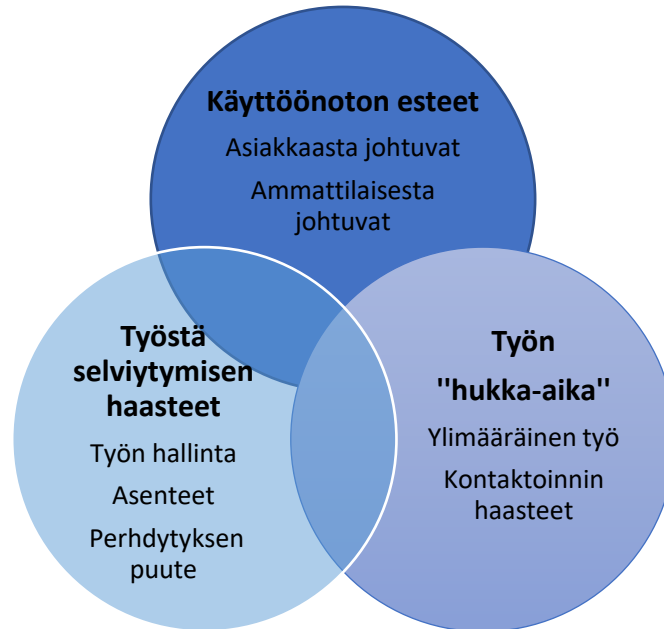 Käyttöönoton esteet
Asiakkaasta johtuvat
Ammattilaisesta
johtuvat
Työstä
selviytymisen
haasteet
Työn hallinta
Asenteet
Perhdytyksen
puute
Työn
"hukka-aika"
Ylimääräinen työ
Kontaktoinnin
haasteet